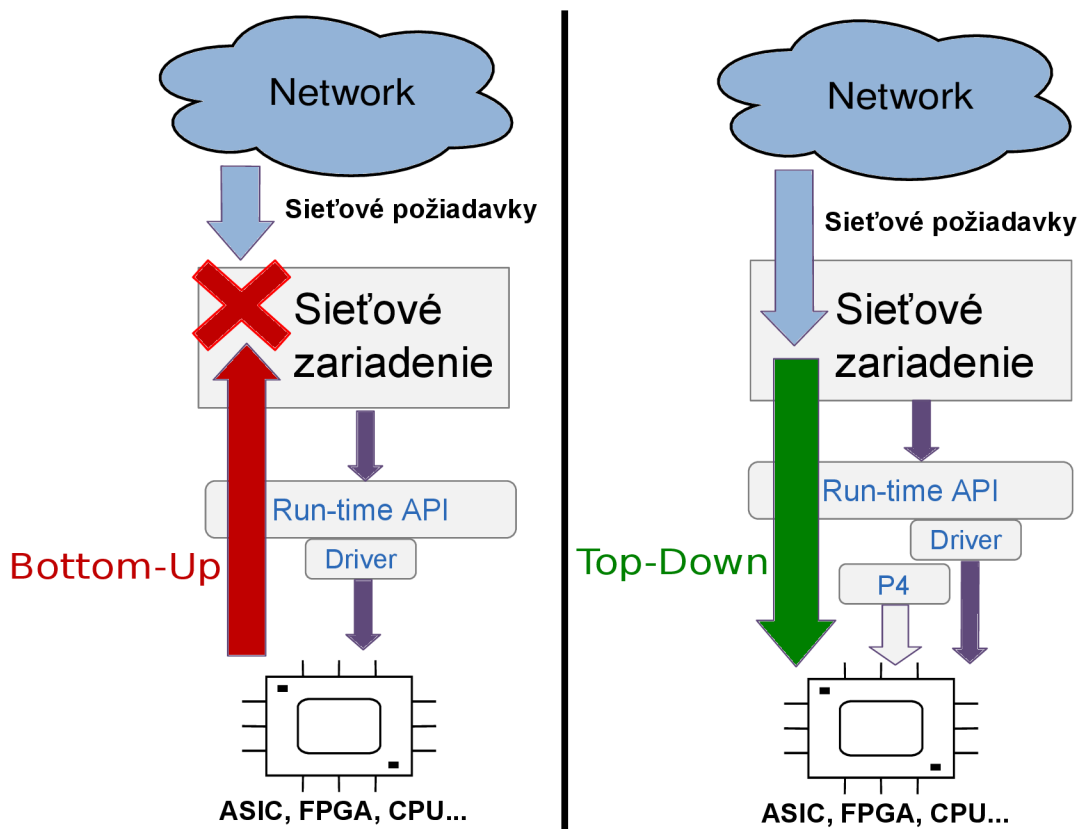 Network
Sieťové požiadavky
Sieťové
zariadenie
Run-time API
Driver
Bottom-Up
ASIC, FPGA, CPU...
Network
Sieťové požiadavky
Sieťové
zariadenie
Run-time API
Driver
Top-Down
P4
ASIC, FPGA, CPU...